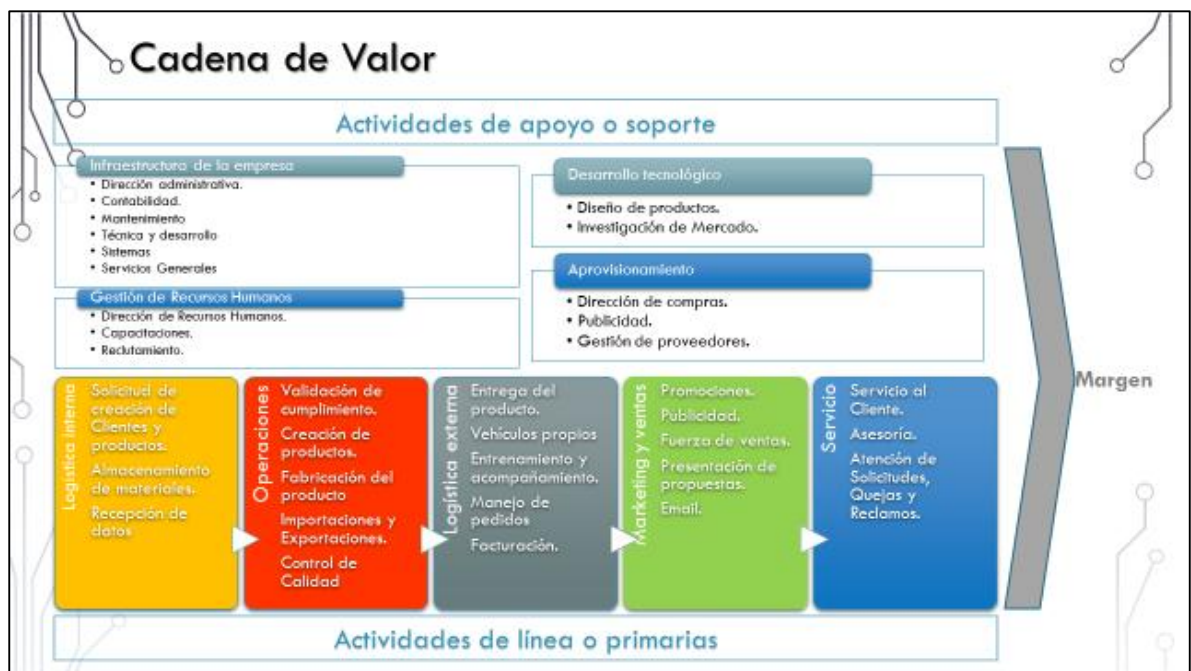 Cadena de Valor
Actividades de apoyo o soporte
Infraestructura de la empresa
• Dirección administrativa.
• Contabilidad.
• Mantenimiento
• Técnica y desarrollo
• Sistemas
• Servicios Generales
Gestión de Recursos Humanos
• Dirección de Recursos Humanos.
• Capacitaciones.
• Reclutamiento.
Desarrollo tecnológico
• Diseño de productos.
• Investigación de Mercado.
Aprovisionamiento
• Dirección de compras.
• Publicidad.
• Gestión de proveedores.
Logística interna
Solicitud de
creación de
Clientes y
productos.
Almacenamiento
de materiales.
Recepción de
datos
Operaciones
Validación de
cumplimiento.
Creación de
productos.
Fabricación del
producto
Importaciones y
Exportaciones.
Control de
Calidad
Logística externa
Entrega del
producto.
Vehículos propios
Entrenamiento y
acompañamiento.
Manejo de
pedidos
Facturación.
Marketing y ventas
Promociones.
Publicidad.
Fuerza de ventas.
Presentación de
propuestas.
Email.
Servicio
Servicio al
Cliente.
Asesoría.
Atención de
Solicitudes,
Quejas y
Reclamos.
Margen
Actividades de línea o primarias